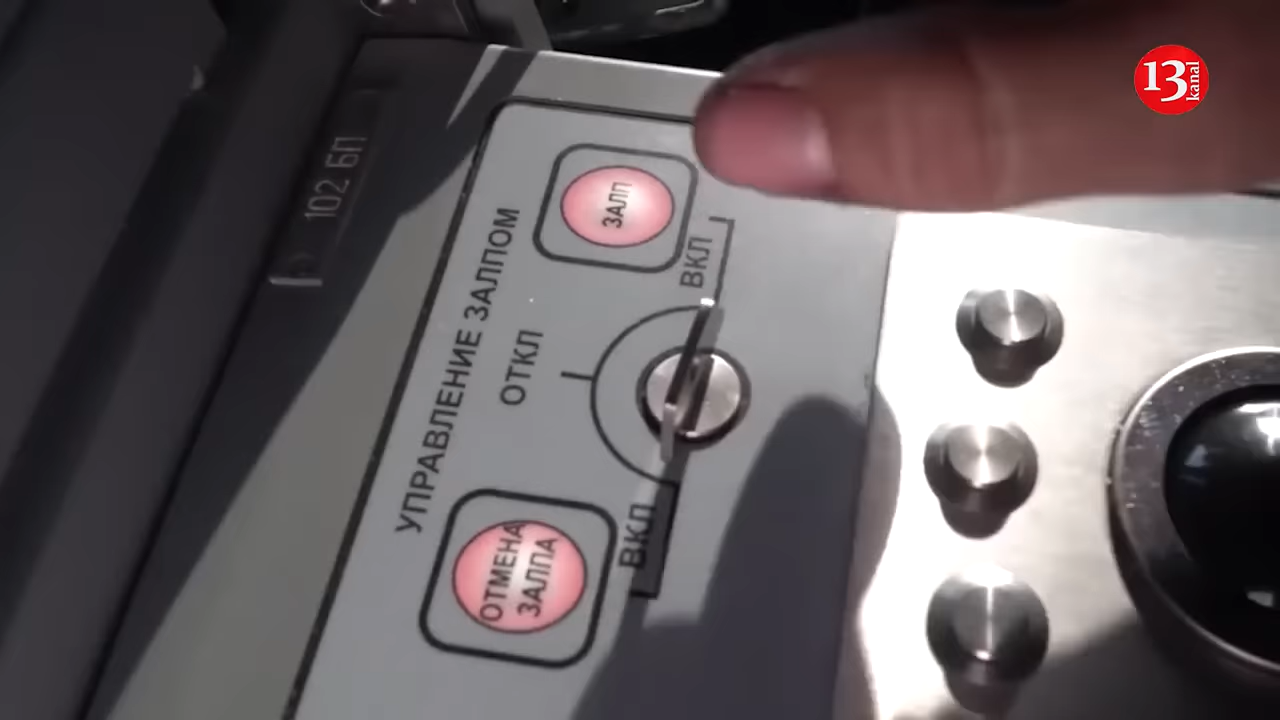 13
kanal
102 БП
УПРАВЛЕНИЕ ЗАЛПОМ
ОТМЕНА
ЗАЛПА
ОТКЛ
ЗАЛП
ВКЛ
ВКЛ